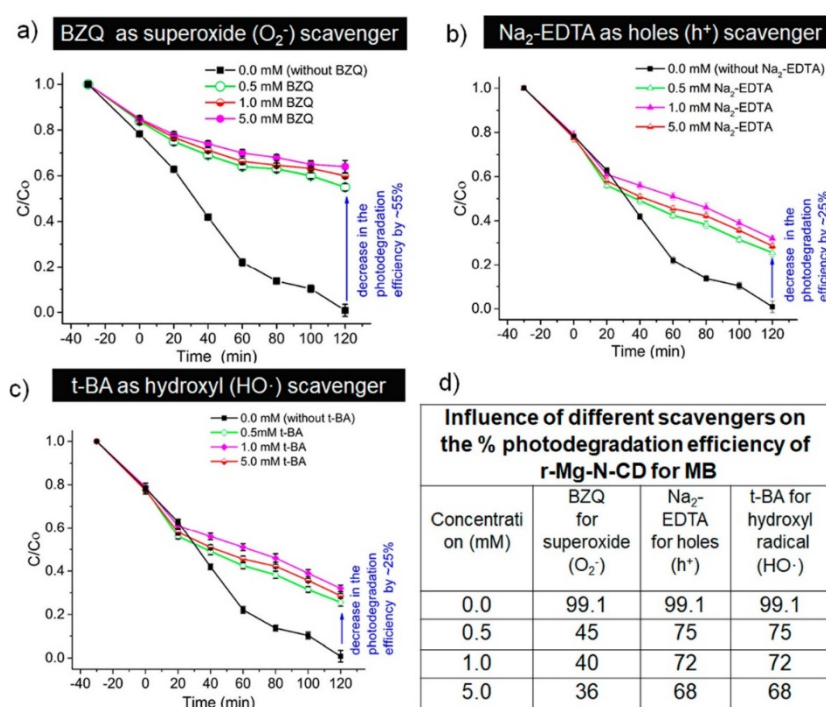 a)
BZQ as superoxide (O₂⁻) scavenger
0.0 mM (without BZQ)
0.5 mM BZQ
1.0 mM BZQ
5.0 mM BZQ
1.0
0.8
0.6
0.4
0.2
0.0
C/Co
-40 -20 0 20 40 60 80 100 120
Time (min)
decrease in the
photodegradation
efficiency by ~55%
b)
Na₂-EDTA as holes (h⁺) scavenger
0.0 mM (without Na₂-EDTA)
0.5 mM Na₂-EDTA
1.0 mM Na₂-EDTA
5.0 mM Na₂-EDTA
1.0
0.8
0.6
0.4
0.2
0.0
C/Co
-40 -20 0 20 40 60 80 100 120
Time (min)
decrease in the
photodegradation
efficiency by ~25%
c)
t-BA as hydroxyl (HO·) scavenger
0.0 mM (without t-BA)
0.5mM t-BA
1.0 mM t-BA
5.0 mM t-BA
1.0
0.8
0.6
0.4
0.2
0.0
C/Co
-40 -20 0 20 40 60 80 100 120
Time (min)
decrease in the
photodegradation
efficiency by ~25%
d)
Influence of different scavengers on
the % photodegradation efficiency of
r-Mg-N-CD for MB
Concentrati
on (mM)
BZQ
for
superoxide
(O₂⁻)
Na₂-
EDTA
for holes
(h⁺)
t-BA for
hydroxyl
radical
(HO·)
0.0 99.1 99.1 99.1
0.5 45 75 75
1.0 40 72 72
5.0 36 68 68